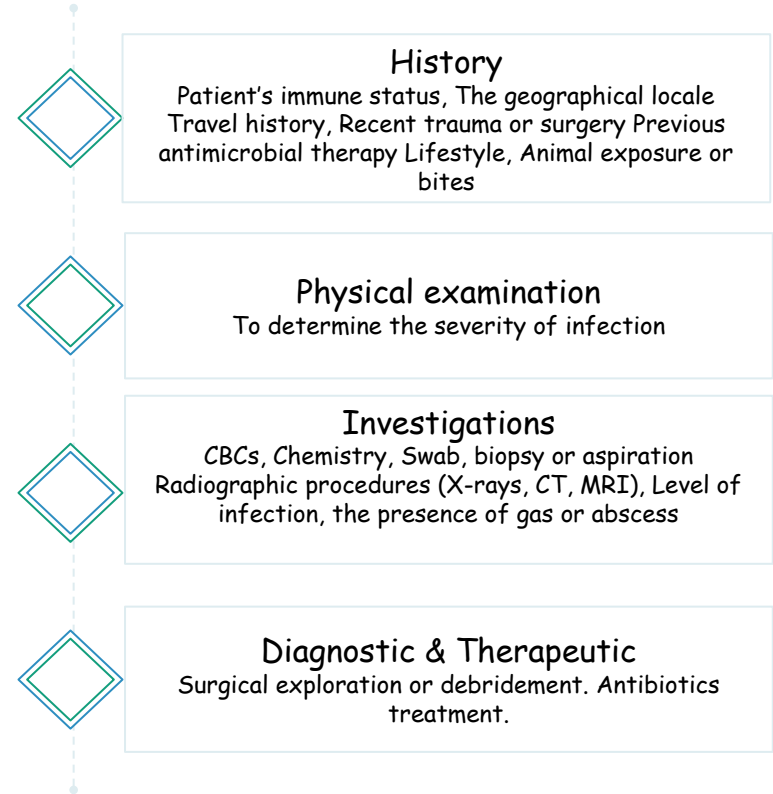 History
Patient's immune status, The geographical locale
Travel history, Recent trauma or surgery Previous
antimicrobial therapy Lifestyle, Animal exposure or
bites
Physical examination
To determine the severity of infection
Investigations
CBCs, Chemistry, Swab, biopsy or aspiration
Radiographic procedures (X-rays, CT, MRI), Level of
infection, the presence of gas or abscess
Diagnostic & Therapeutic
Surgical exploration or debridement. Antibiotics
treatment.